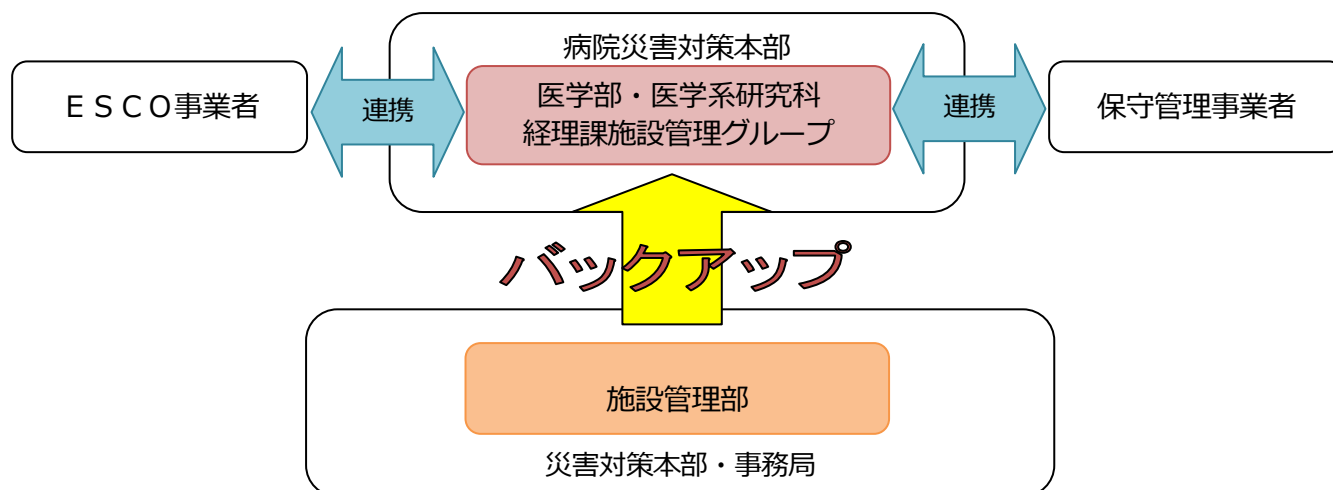 病院災害対策本部
ＥＳＣＯ事業者
連携
医学部・医学系研究科
経理課施設管理グループ
連携
保守管理事業者
バックアップ
施設管理部
災害対策本部・事務局